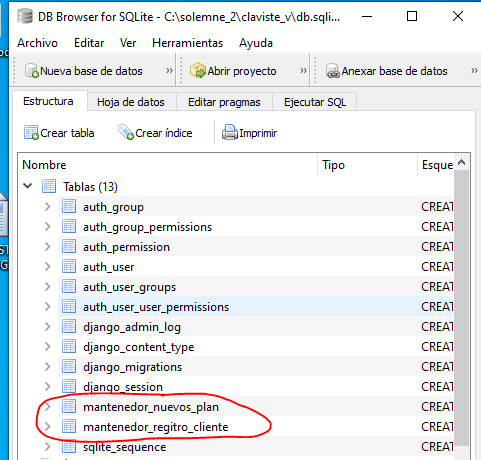 DB Browser for SQLite - C:\solemne_2\claviste_v\db.sqli...
Archivo Editar Ver Herramientas Ayuda
Nueva base de datos » Abrir proyecto » Anexar base de datos »
Estructura Hoja de datos Editar pragmas Ejecutar SQL
Crear tabla Crear índice Imprimir
Nombre Tipo Esque
Tablas (13)
auth_group CREAT
auth_group_permissions CREAT
auth_permission CREAT
auth_user CREAT
auth_user_groups CREAT
auth_user_user_permissions CREAT
django_admin_log CREAT
django_content_type CREAT
django_migrations CREAT
django_session CREAT
mantenedor_nuevos_plan CREAT
mantenedor_regitro_cliente CREAT
sqlite_sequence CREAT